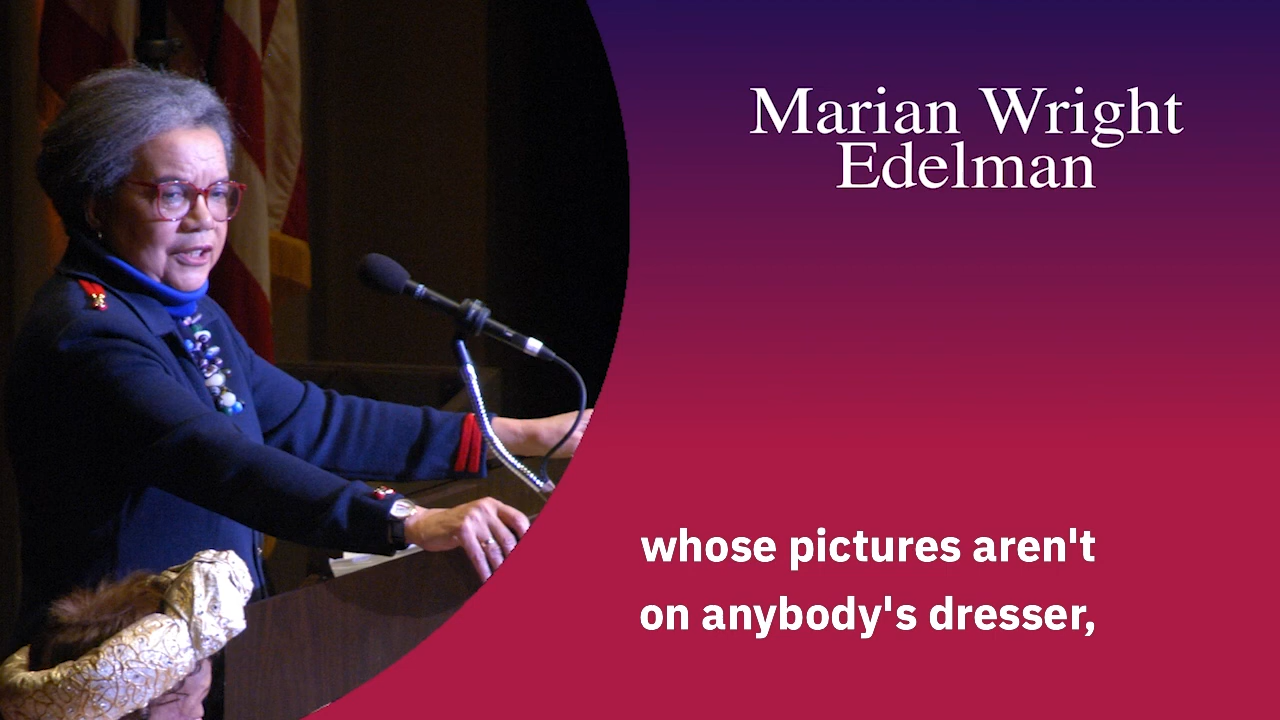 Marian Wright
Edelman
whose pictures aren't
on anybody's dresser,